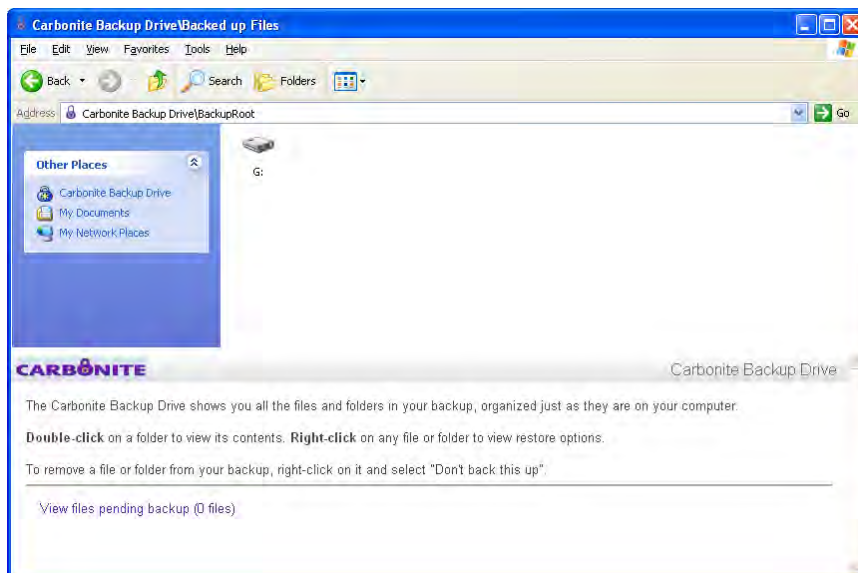 Carbonite Backup Drive\Backed up Files
File Edit View Favorites Tools Help
Back Search Folders
Address Carbonite Backup Drive\BackupRoot Go
Other Places
Carbonite Backup Drive
My Documents
My Network Places
G:
CARBONITE Carbonite Backup Drive
The Carbonite Backup Drive shows you all the files and folders in your backup, organized just as they are on your computer.
Double-click on a folder to view its contents. Right-click on any file or folder to view restore options.
To remove a file or folder from your backup, right-click on it and select "Don't back this up".
View files pending backup (0 files)